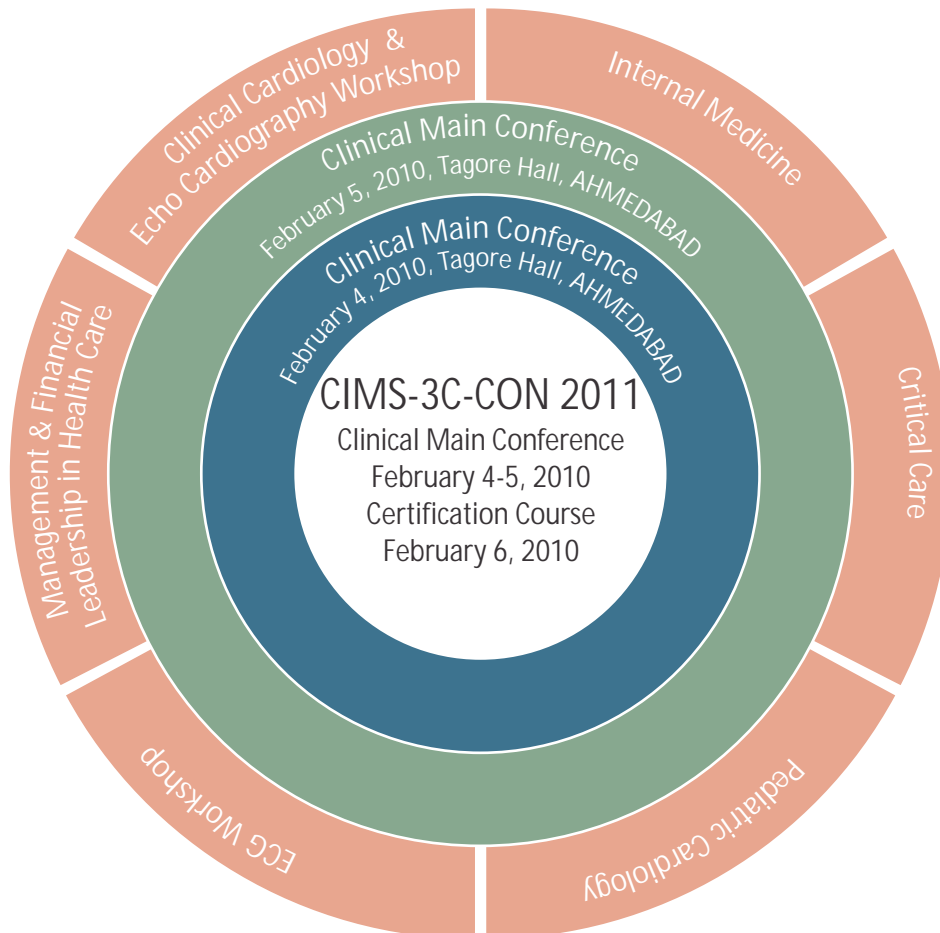 Clinical Cardiology &
Echo Cardiography Workshop
Internal Medicine
Critical Care
Pediatric Cardiology
ECG Workshop
Management & Financial
Leadership in Health Care
Clinical Main Conference
February 5, 2010, Tagore Hall, AHMEDABAD
Clinical Main Conference
February 4, 2010, Tagore Hall, AHMEDABAD
CIMS-3C-CON 2011
Clinical Main Conference
February 4-5, 2010
Certification Course
February 6, 2010